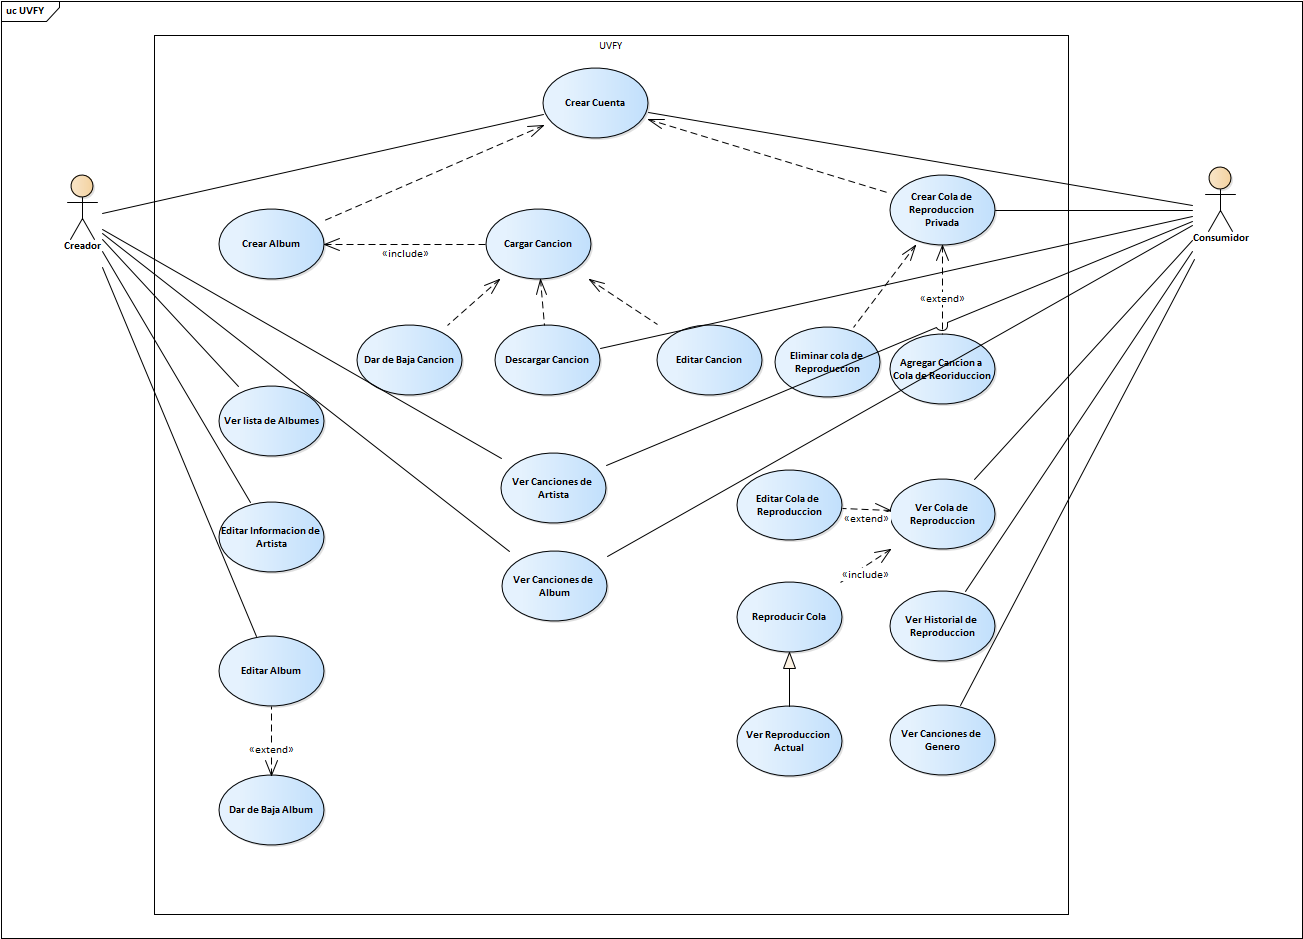 uc UVFY
UVFY
Crear Cuenta
Creador
Consumidor
Crear Album
Cargar Cancion
Crear Cola de
Reproduccion
Privada
«include»
«extend»
Dar de Baja Cancion
Descargar Cancion
Editar Cancion
Eliminar cola de
Reproduccion
Agregar Cancion a
Cola de Reoriduccion
Ver lista de Albumes
Ver Canciones de
Artista
Editar Cola de
Reproduccion
«extend»
Ver Cola de
Reproduccion
Editar Informacion de
Artista
Ver Canciones de
Album
«include»
Reproducir Cola
Ver Historial de
Reproduccion
Editar Album
Ver Reproduccion
Actual
Ver Canciones de
Genero
«extend»
Dar de Baja Album